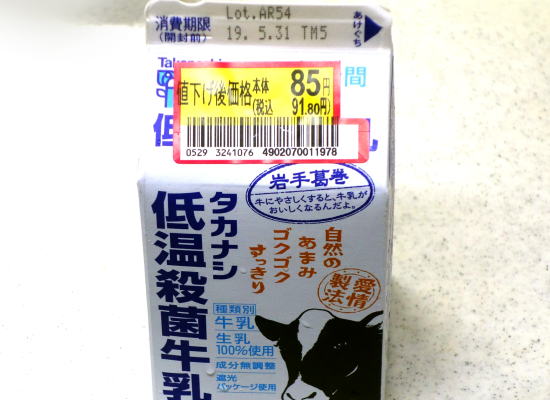 Lot.AR54
消費期限
(開封前)
19.5.31 TM5
あけぐち
Takanashi
間
値下げ後価格 本体 85円
(税込 91.80円)
0529 3241076 4902070011978
低
乳
岩手葛巻
牛にやさしくすると、牛乳が
おいしくなるんだよ。
タカナシ
低温殺菌牛乳
自然の
あまみ
ゴクゴク
すっきり
愛情
製法
種類別
牛乳
生乳
100%使用
成分無調整
遮光
パッケージ使用